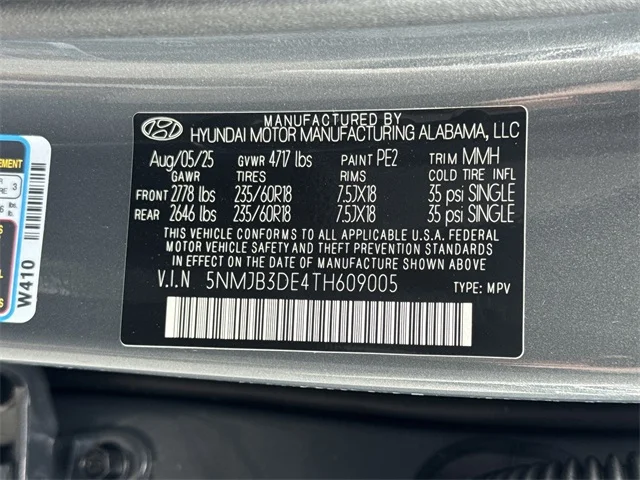 MANUFACTURED BY
HYUNDAI MOTOR MANUFACTURING ALABAMA, LLC
Aug/05/25 GVWR 4717 lbs PAINT PE2 TRIM MMH
GAWR TIRES RIMS COLD TIRE INFL
FRONT 2778 lbs 235/60R18 7.5JX18 35 psi SINGLE
REAR 2646 lbs 235/60R18 7.5JX18 35 psi SINGLE
THIS VEHICLE CONFORMS TO ALL APPLICABLE U.S.A. FEDERAL
MOTOR VEHICLE SAFETY AND THEFT PREVENTION STANDARDS
IN EFFECT ON THE DATE OF MANUFACTURE SHOWN ABOVE.
V.I.N 5NMJB3DE4TH609005
TYPE: MPV
W410
3